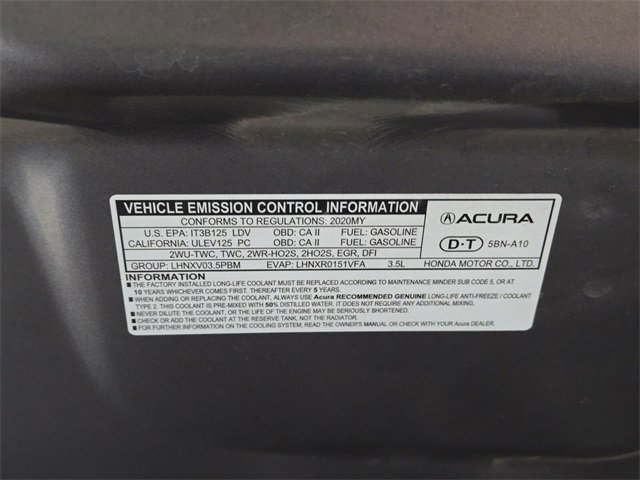 VEHICLE EMISSION CONTROL INFORMATION
CONFORMS TO REGULATIONS: 2020MY
U.S. EPA: IT3B125 LDV OBD: CA II FUEL: GASOLINE
CALIFORNIA: ULEV125 PC OBD: CA II FUEL: GASOLINE
2WU-TWC, TWC, 2WR-HO2S, 2HO2S, EGR, DFI
GROUP: LHNXV03.5PBM EVAP: LHNXR0151VFA 3.5L
ACURA
D·T 5BN-A10
HONDA MOTOR CO., LTD.
INFORMATION
■ THE FACTORY INSTALLED LONG-LIFE COOLANT MUST BE REPLACED ACCORDING TO MAINTENANCE MINDER SUB CODE 5, OR AT
10 YEARS WHICHEVER COMES FIRST. THEREAFTER EVERY 5 YEARS.
■ WHEN ADDING OR REPLACING THE COOLANT, ALWAYS USE Acura RECOMMENDED GENUINE LONG-LIFE ANTI-FREEZE / COOLANT
TYPE 2. THIS COOLANT IS PRE-MIXED WITH 50% DISTILLED WATER AND DOES NOT REQUIRE ANY ADDITIONAL MIXING.
■ NEVER DILUTE THE COOLANT, OR THE LIFE OF THE ENGINE MAY BE SERIOUSLY SHORTENED.
■ CHECK OR ADD THE COOLANT AT THE RESERVE TANK, NOT THE RADIATOR.
■ FOR FURTHER INFORMATION ON THE COOLING SYSTEM, READ THE OWNER'S MANUAL OR CHECK WITH YOUR Acura DEALER.